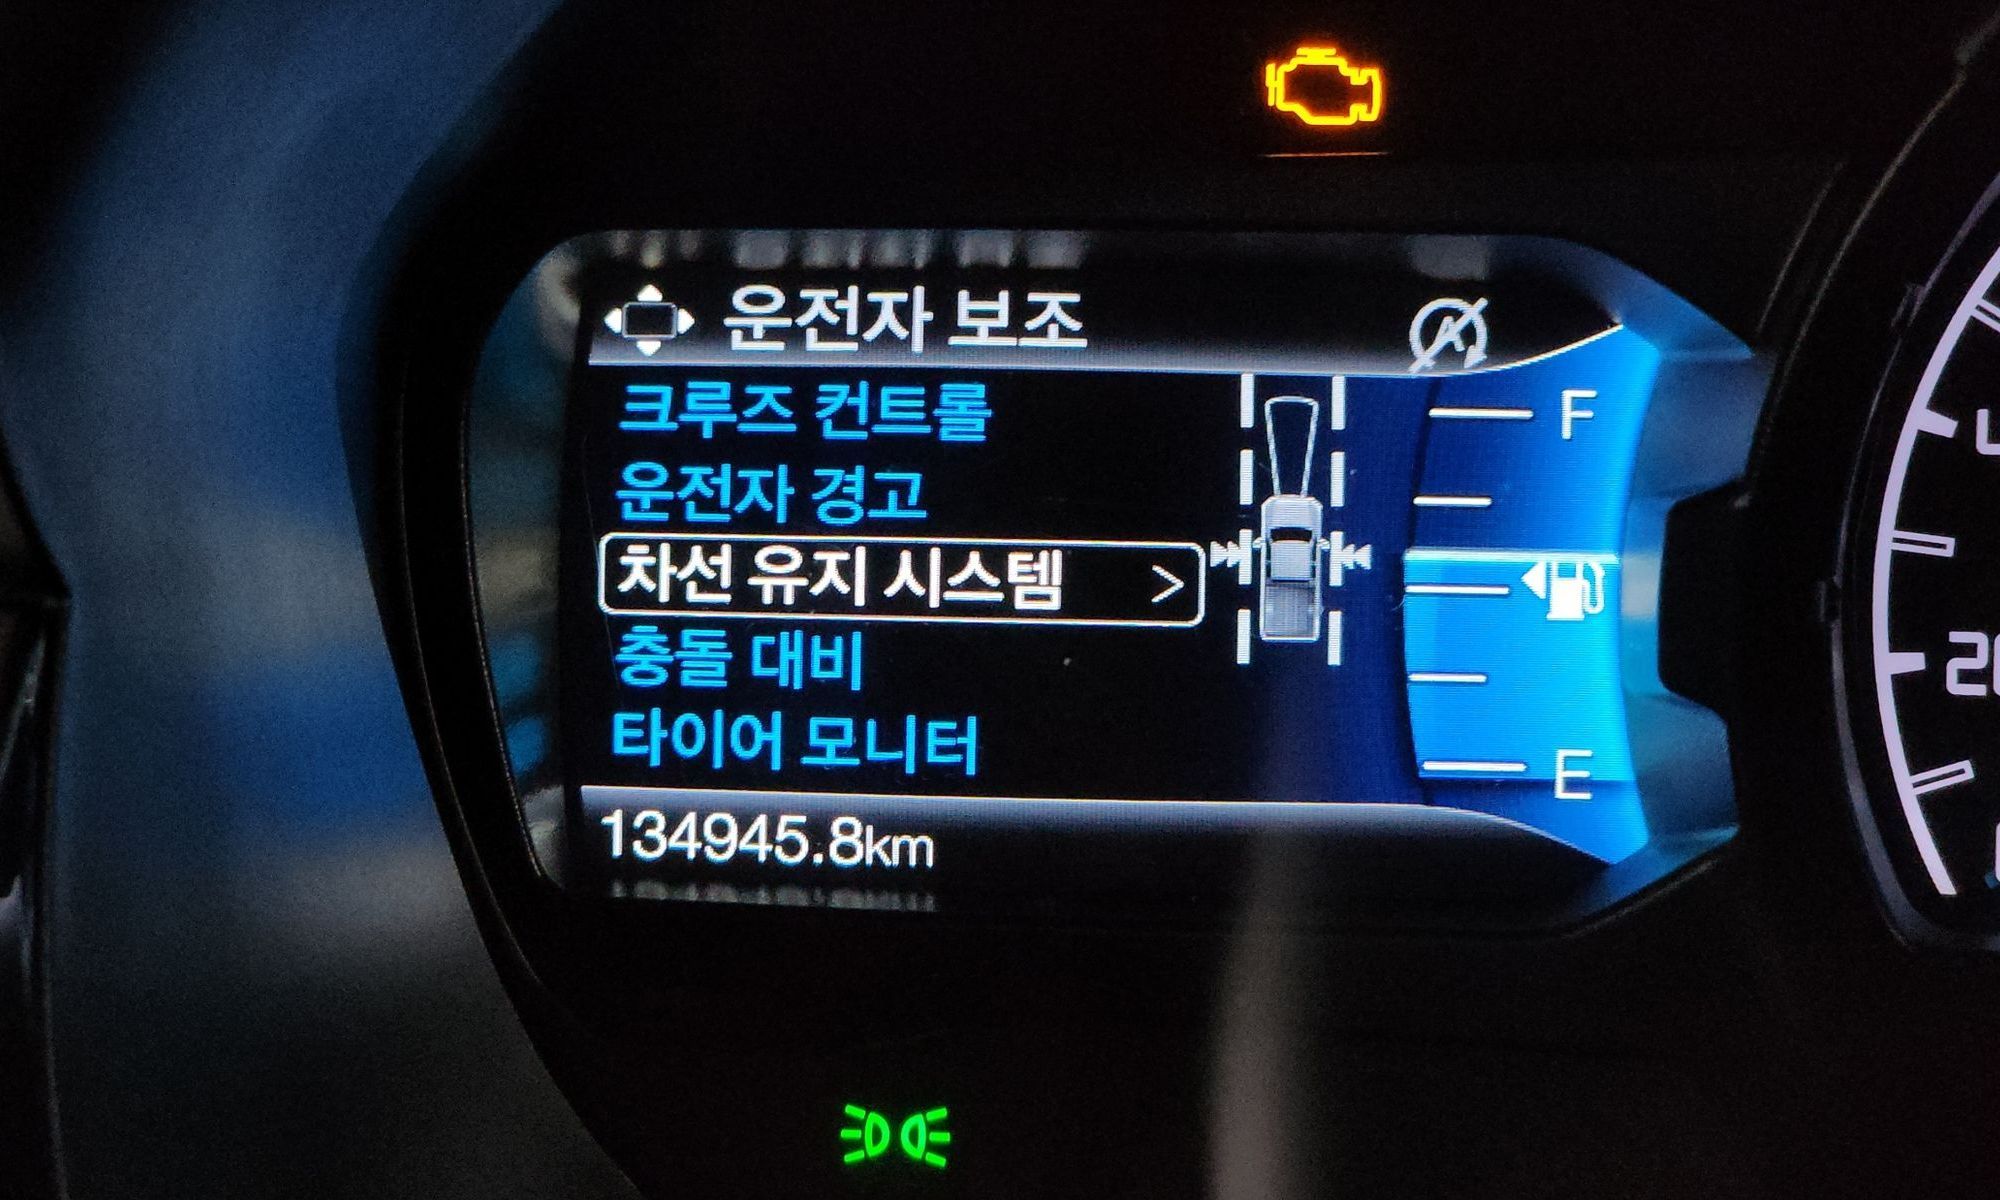 운전자 보조
크루즈 컨트롤
운전자 경고
차선 유지 시스템 >
충돌 대비
타이어 모니터
134945.8km
F
E